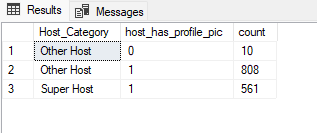 Results Messages
Host_Category host_has_profile_pic count
1 Other Host 0 10
2 Other Host 1 808
3 Super Host 1 561